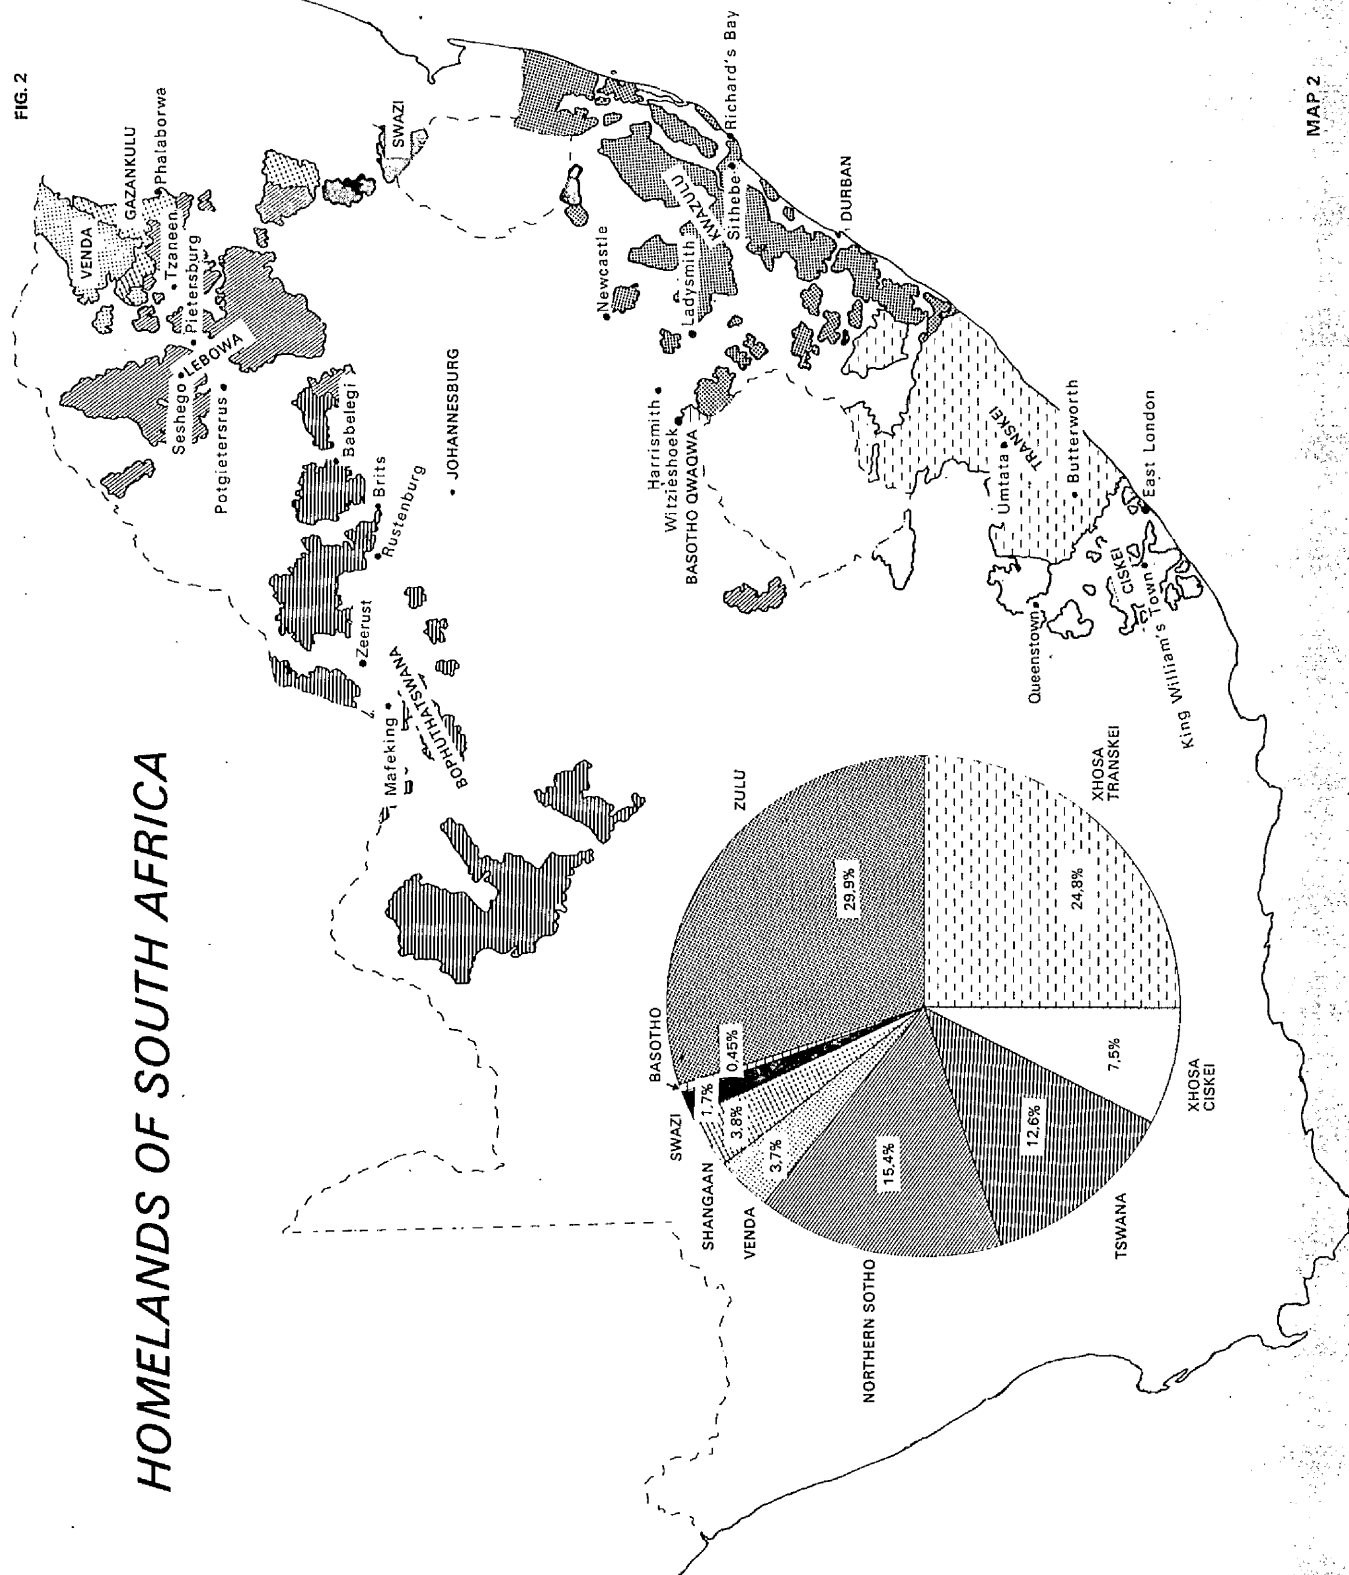 FIG. 2
HOMELANDS OF SOUTH AFRICA
VENDA
GAZANKULU
Phalaborwa
Tzaneen
Pietersburg
Seshego
LEBOWA
Potgietersrus
SWAZI
Babelegi
JOHANNESBURG
Brits
Rustenburg
Zeerust
Mafeking
BOPHUTHATSWANA
Newcastle
Ladysmith
KWAZULU
Sithebe
Richard's Bay
DURBAN
Harrismith
Witzieshoek
BASOTHO QWAQWA
TRANSKEI
Umtata
Butterworth
East London
CISKEI
King William's Town
Queenstown
BASOTHO
0,45%
SWAZI
1,7%
SHANGAAN
3,8%
VENDA
3,7%
NORTHERN SOTHO
15.4%
TSWANA
12,6%
XHOSA
CISKEI
7,5%
XHOSA
TRANSKEI
24,8%
ZULU
29,9%
MAP 2